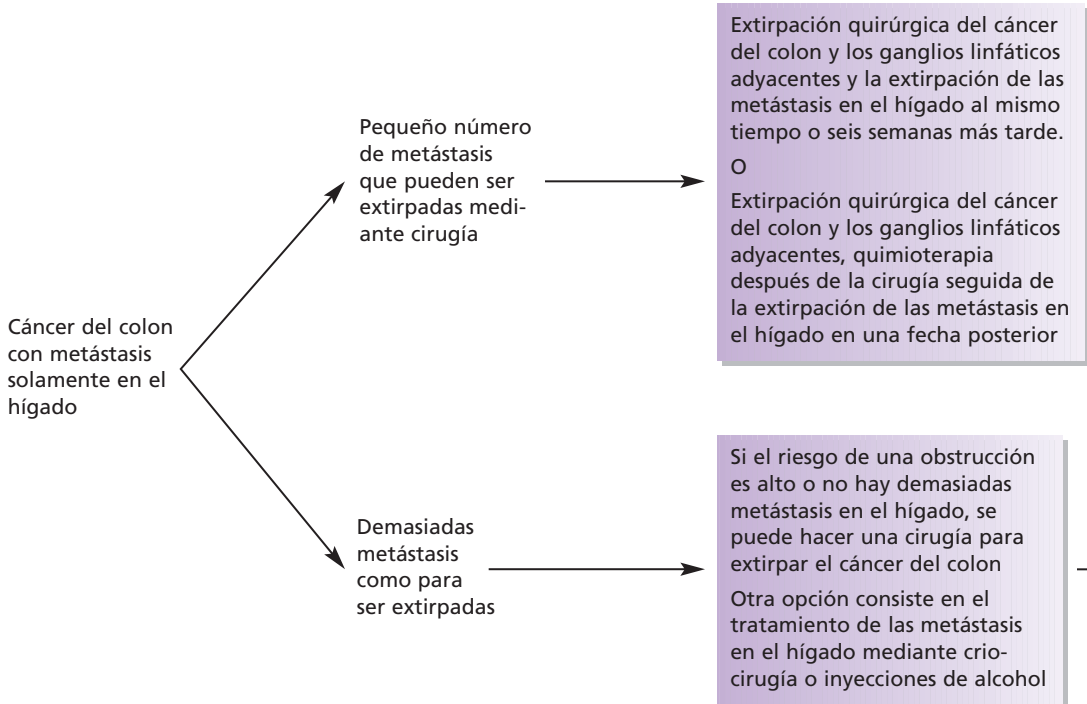 Cáncer del colon
con metástasis
solamente en el
hígado
Pequeño número
de metástasis
que pueden ser
extirpadas medi-
ante cirugía
Extirpación quirúrgica del cáncer
del colon y los ganglios linfáticos
adyacentes y la extirpación de las
metástasis en el hígado al mismo
tiempo o seis semanas más tarde.
O
Extirpación quirúrgica del cáncer
del colon y los ganglios linfáticos
adyacentes, quimioterapia
después de la cirugía seguida de
la extirpación de las metástasis en
el hígado en una fecha posterior
Demasiadas
metástasis
como para
ser extirpadas
Si el riesgo de una obstrucción
es alto o no hay demasiadas
metástasis en el hígado, se
puede hacer una cirugía para
extirpar el cáncer del colon
Otra opción consiste en el
tratamiento de las metástasis
en el hígado mediante crio-
cirugía o inyecciones de alcohol